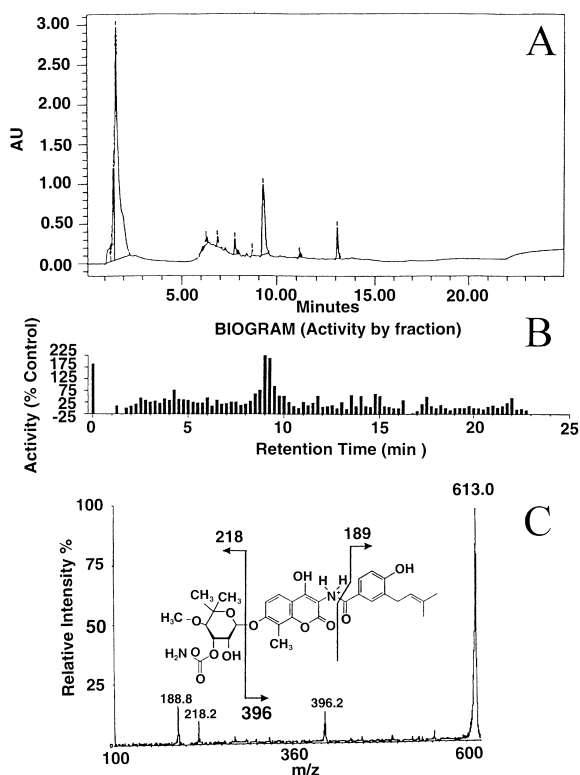 A
3.00
2.50
2.00
1.50
1.00
0.50
0.00
AU
5.00
10.00
15.00
20.00
Minutes
BIOGRAM (Activity by fraction)
B
225
175
125
75
25
-25
Activity (% Control)
0
5
10
15
20
25
Retention Time (min )
C
613.0
100
75
50
25
Relative Intensity %
218
189
OH
OH
H
H
N
O
CH₃
CH₃
H₃C
O
O
O
O
O
O
OH
CH₃
H₂N
O
O
396
188.8
218.2
396.2
100
360
600
m/z